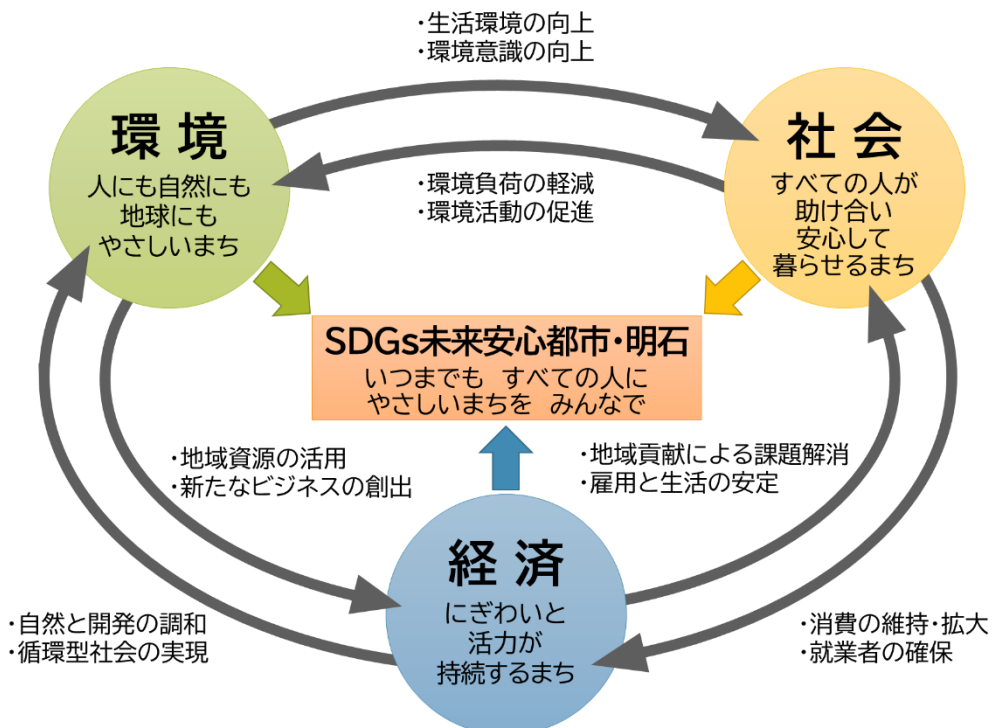 ・生活環境の向上
・環境意識の向上
環 境
人にも自然にも
地球にも
やさしいまち
社 会
すべての人が
助け合い
安心して
暮らせるまち
・環境負荷の軽減
・環境活動の促進
SDGs未来安心都市・明石
いつまでも すべての人に
やさしいまちを みんなで
・地域資源の活用
・新たなビジネスの創出
・地域貢献による課題解消
・雇用と生活の安定
経 済
にぎわいと
活力が
持続するまち
・自然と開発の調和
・循環型社会の実現
・消費の維持・拡大
・就業者の確保